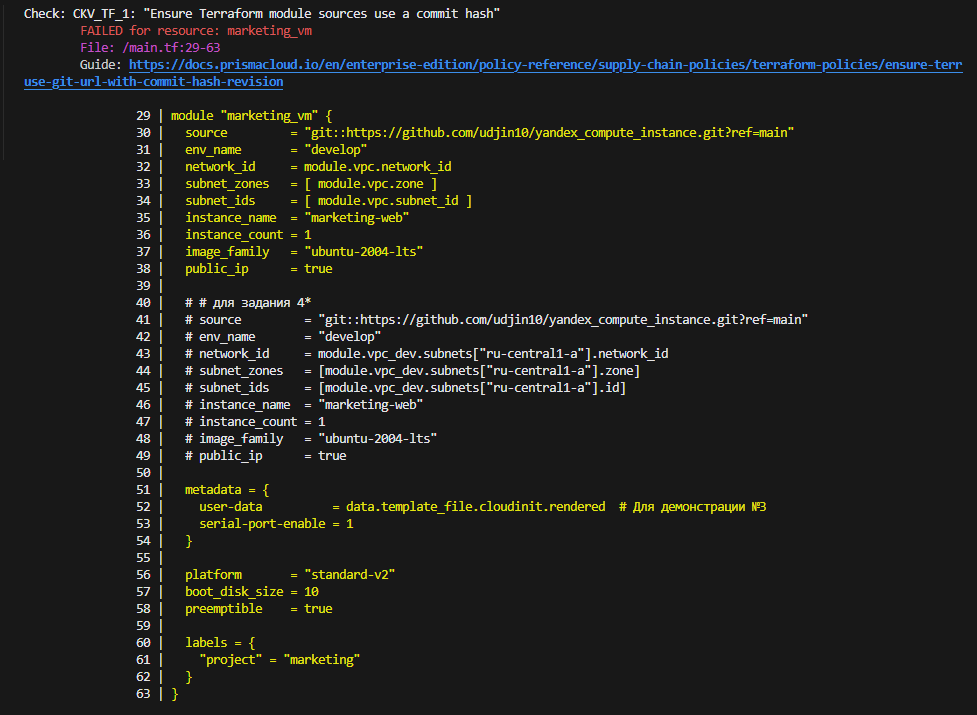 Check: CKV_TF_1: "Ensure Terraform module sources use a commit hash"
FAILED for resource: marketing_vm
File: /main.tf:29-63
Guide: https://docs.prismacloud.io/en/enterprise-edition/policy-reference/supply-chain-policies/terraform-policies/ensure-terr
use-git-url-with-commit-hash-revision
29 | module "marketing_vm" {
30 |   source         = "git::https://github.com/udjin10/yandex_compute_instance.git?ref=main"
31 |   env_name       = "develop"
32 |   network_id     = module.vpc.network_id
33 |   subnet_zones   = [ module.vpc.zone ]
34 |   subnet_ids     = [ module.vpc.subnet_id ]
35 |   instance_name  = "marketing-web"
36 |   instance_count = 1
37 |   image_family   = "ubuntu-2004-lts"
38 |   public_ip      = true
39 |
40 |   # # для задания 4*
41 |   # source         = "git::https://github.com/udjin10/yandex_compute_instance.git?ref=main"
42 |   # env_name       = "develop"
43 |   # network_id     = module.vpc_dev.subnets["ru-central1-a"].network_id
44 |   # subnet_zones   = [module.vpc_dev.subnets["ru-central1-a"].zone]
45 |   # subnet_ids     = [module.vpc_dev.subnets["ru-central1-a"].id]
46 |   # instance_name  = "marketing-web"
47 |   # instance_count = 1
48 |   # image_family   = "ubuntu-2004-lts"
49 |   # public_ip      = true
50 |
51 |   metadata = {
52 |     user-data          = data.template_file.cloudinit.rendered  # Для демонстрации №3
53 |     serial-port-enable = 1
54 |   }
55 |
56 |   platform       = "standard-v2"
57 |   boot_disk_size = 10
58 |   preemptible    = true
59 |
60 |   labels = {
61 |     "project" = "marketing"
62 |   }
63 | }